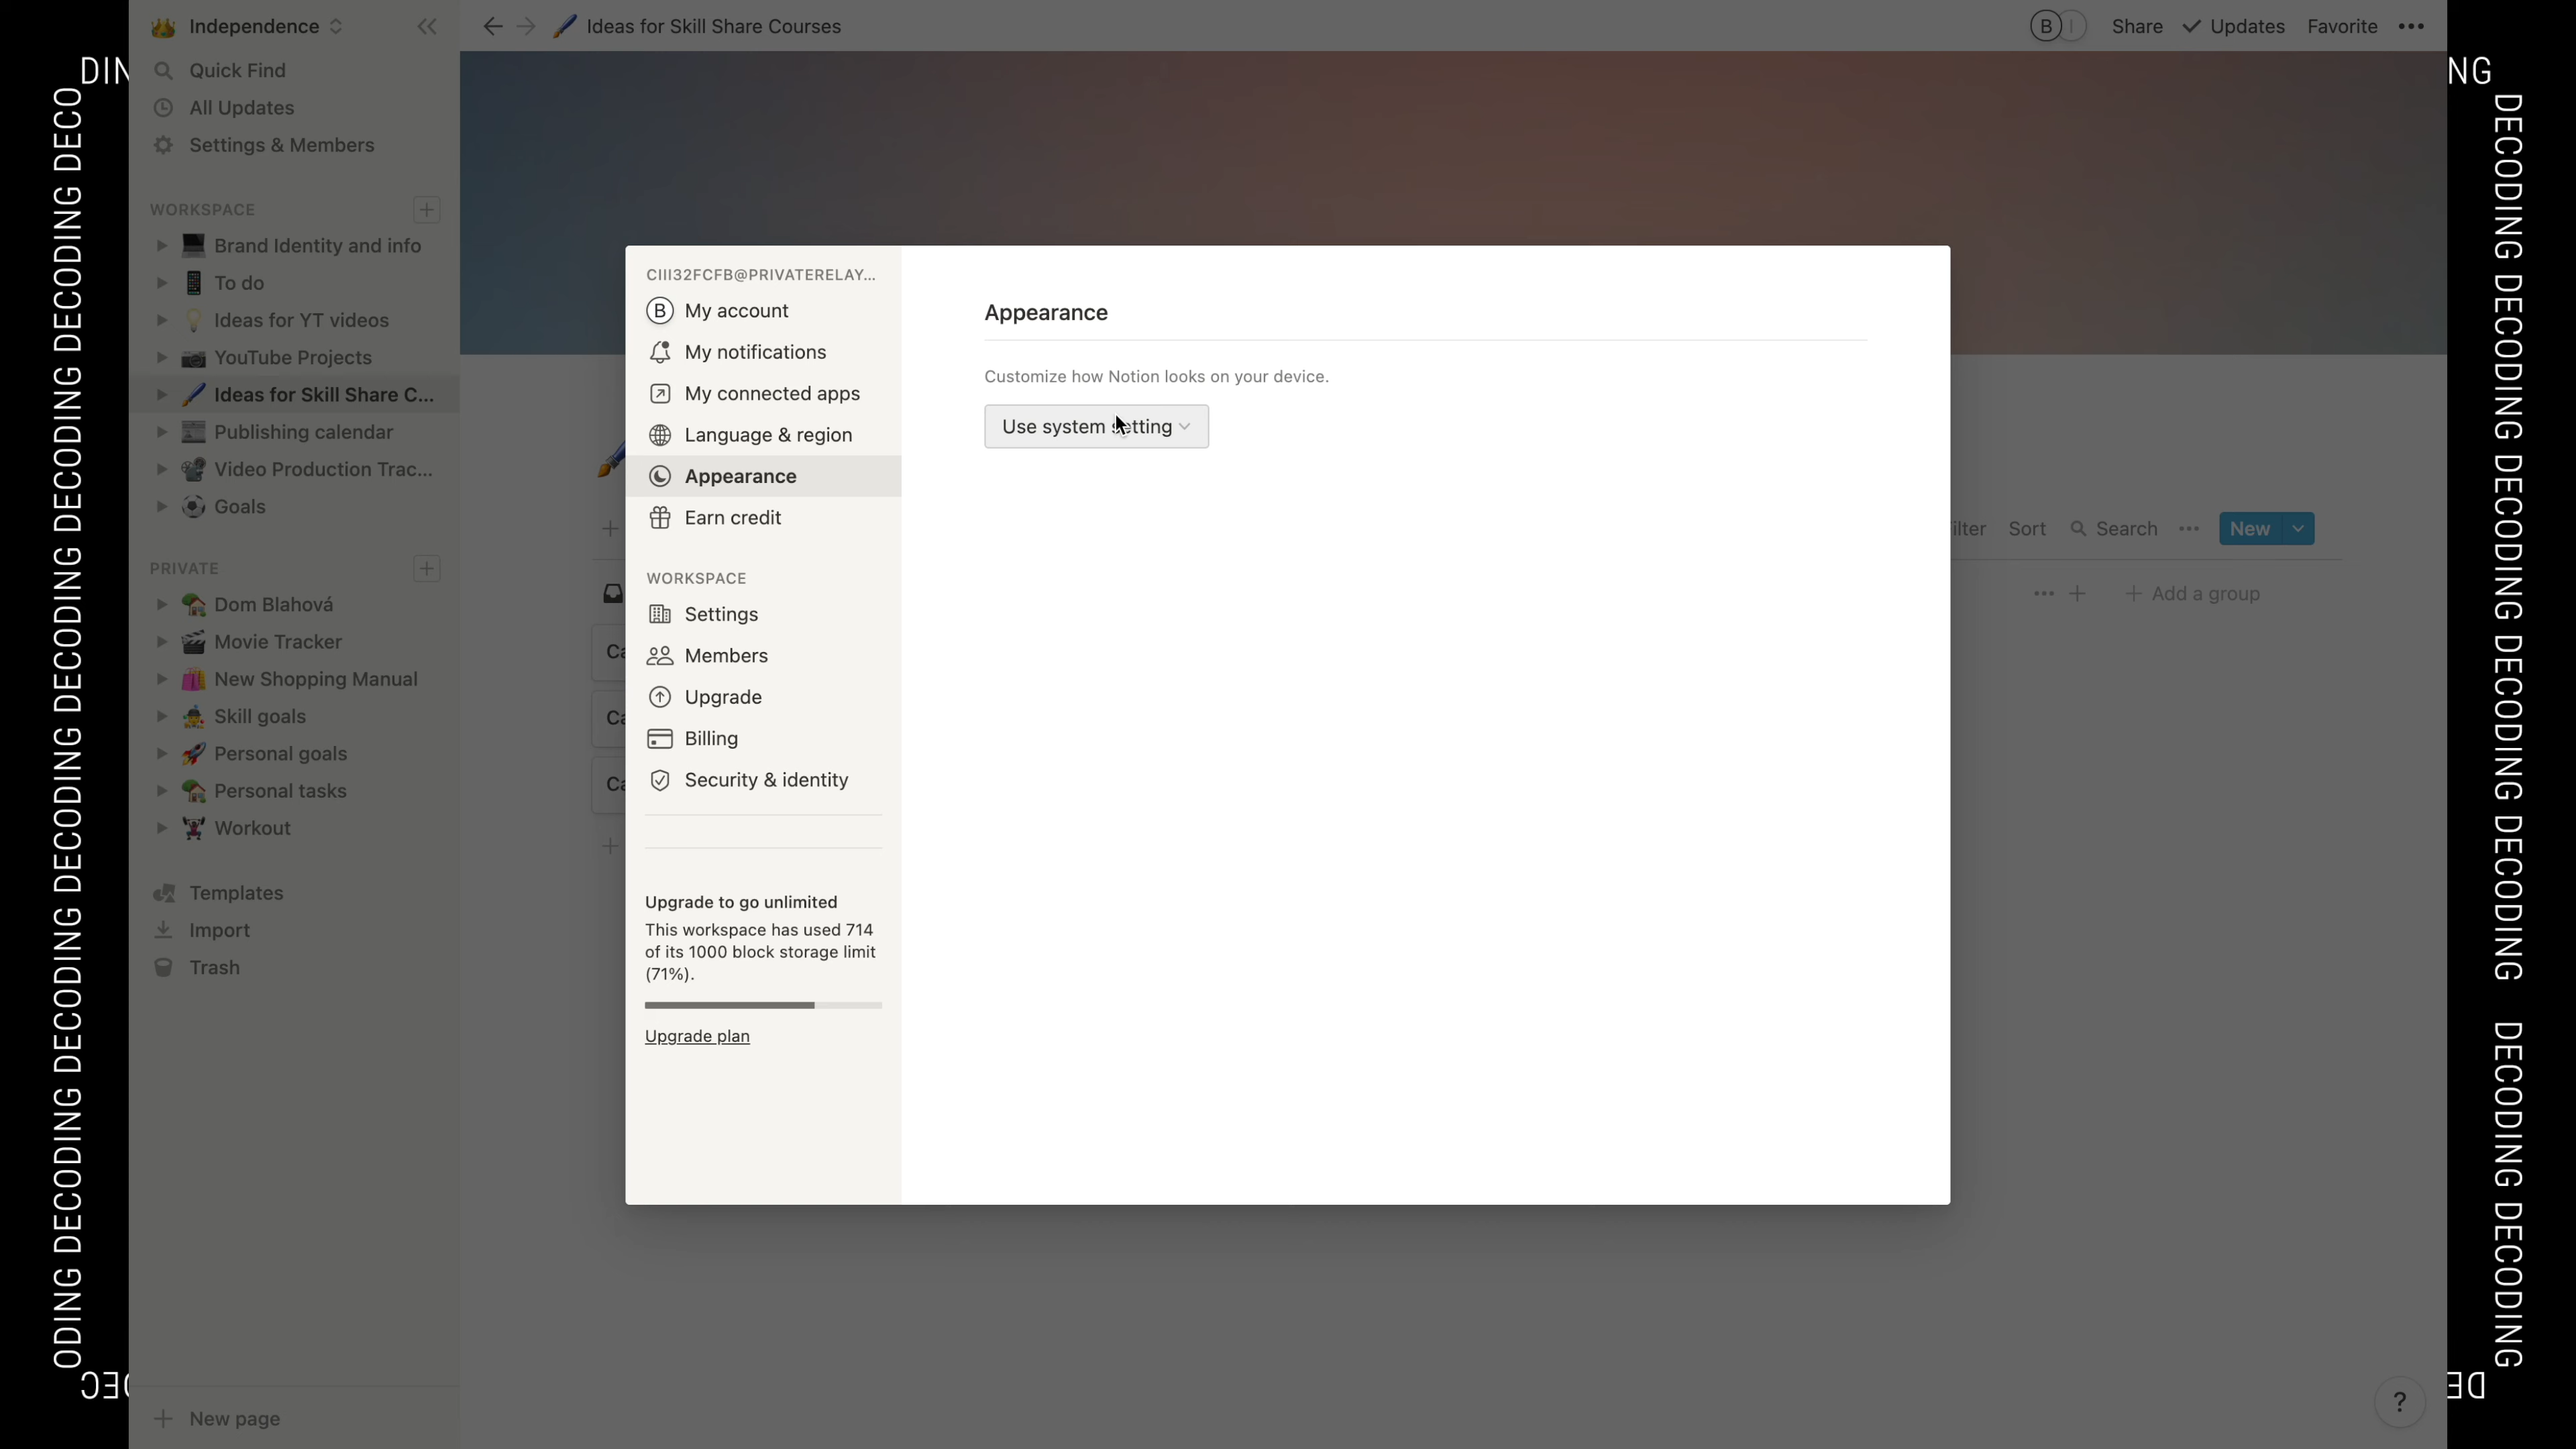 Independence
Quick Find
All Updates
Settings & Members
WORKSPACE
Brand Identity and info
To do
Ideas for YT videos
YouTube Projects
Ideas for Skill Share C...
Publishing calendar
Video Production Trac...
Goals
PRIVATE
Dom Blahová
Movie Tracker
New Shopping Manual
Skill goals
Personal goals
Personal tasks
Workout
Templates
Import
Trash
New page
Ideas for Skill Share Courses
B
Share
Updates
Favorite
CIII32FCFB@PRIVATERELAY...
B My account
My notifications
My connected apps
Language & region
Appearance
Earn credit
WORKSPACE
Settings
Members
Upgrade
Billing
Security & identity
Upgrade to go unlimited
This workspace has used 714
of its 1000 block storage limit
(71%).
Upgrade plan
Appearance
Customize how Notion looks on your device.
Use system setting
Sort
Search
New
Add a group
?
ODING DECODING DECODING DECODING DECODING DECODING DECODING DECO
DECODING DECODING DECODING DECODING DECODING DECODING DECODING